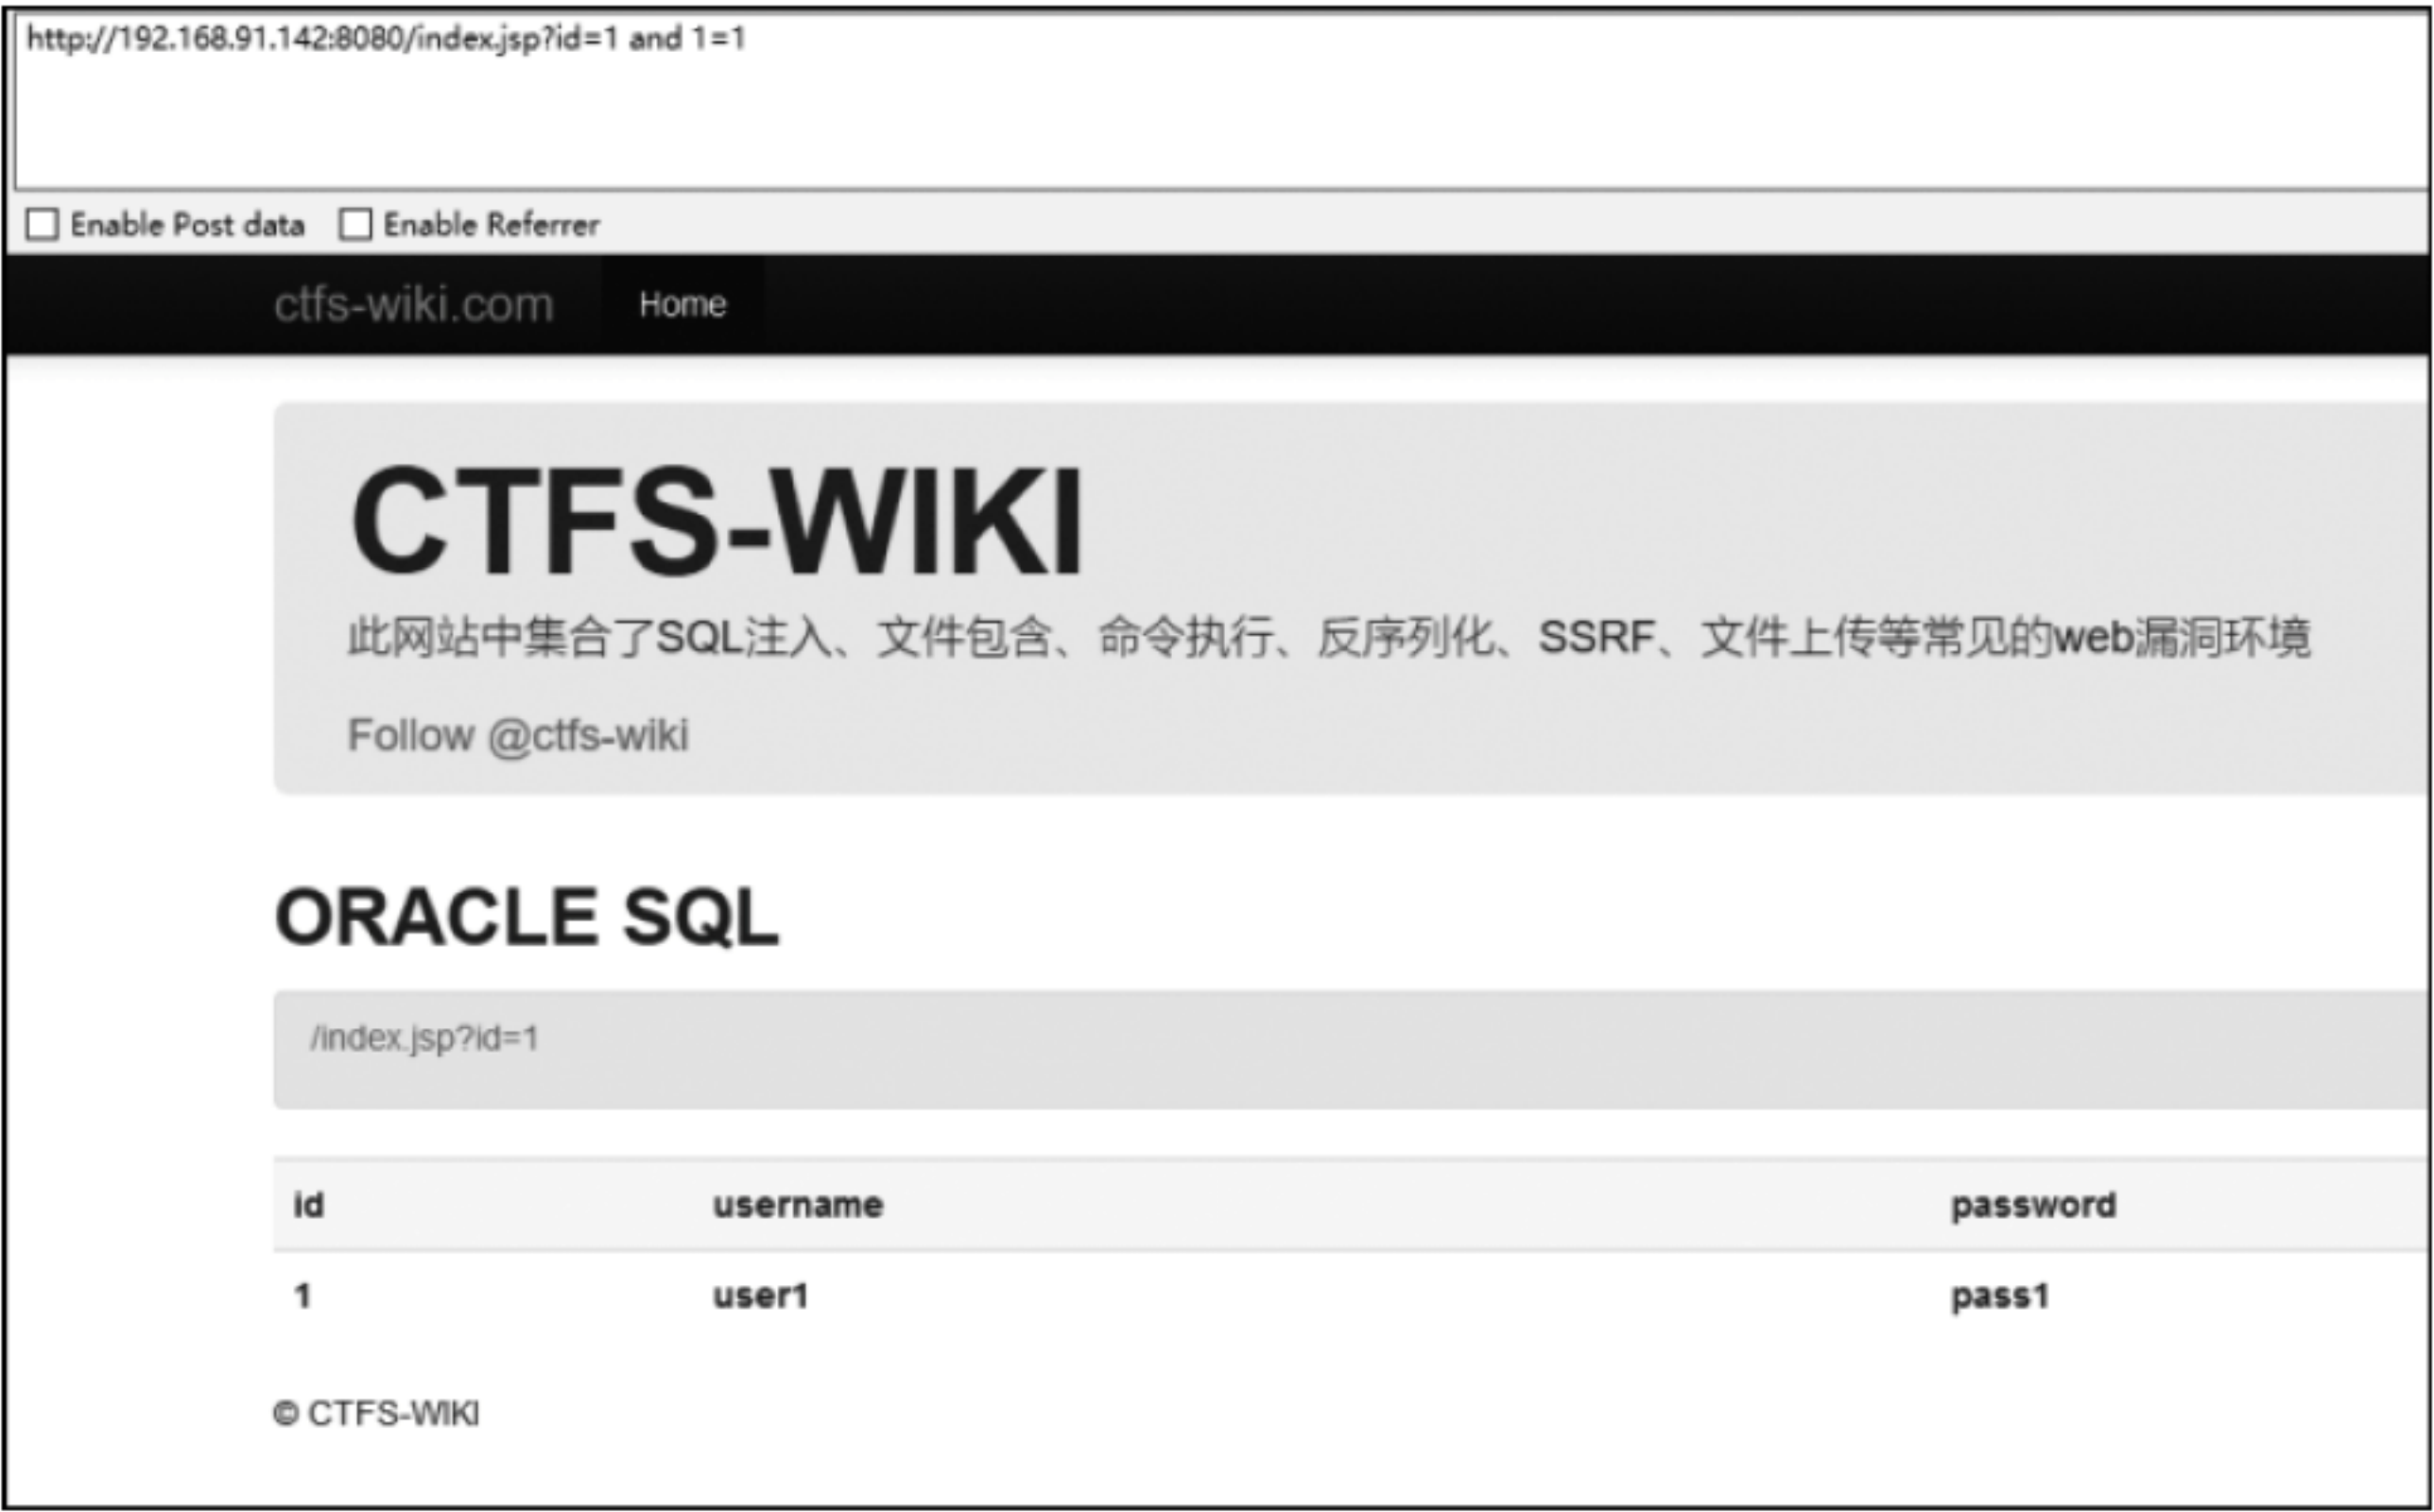 http://192.168.91.142:8080/index.jsp?id=1 and 1=1
Enable Post data Enable Referrer
ctfs-wiki.com Home
CTFS-WIKI
此网站中集合了SQL注入、文件包含、命令执行、反序列化、SSRF、文件上传等常见的web漏洞环境
Follow @ctfs-wiki
ORACLE SQL
/index.jsp?id=1
id username password
1 user1 pass1
© CTFS-WIKI